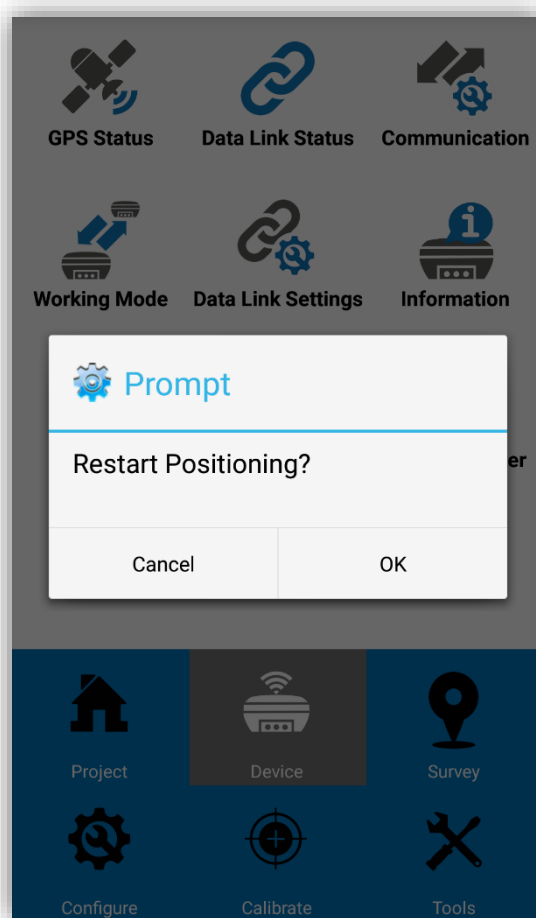 GPS Status
Data Link Status
Communication
Working Mode
Data Link Settings
Information
Prompt
er
Restart Positioning?
Cancel
OK
Project
Device
Survey
Configure
Calibrate
Tools